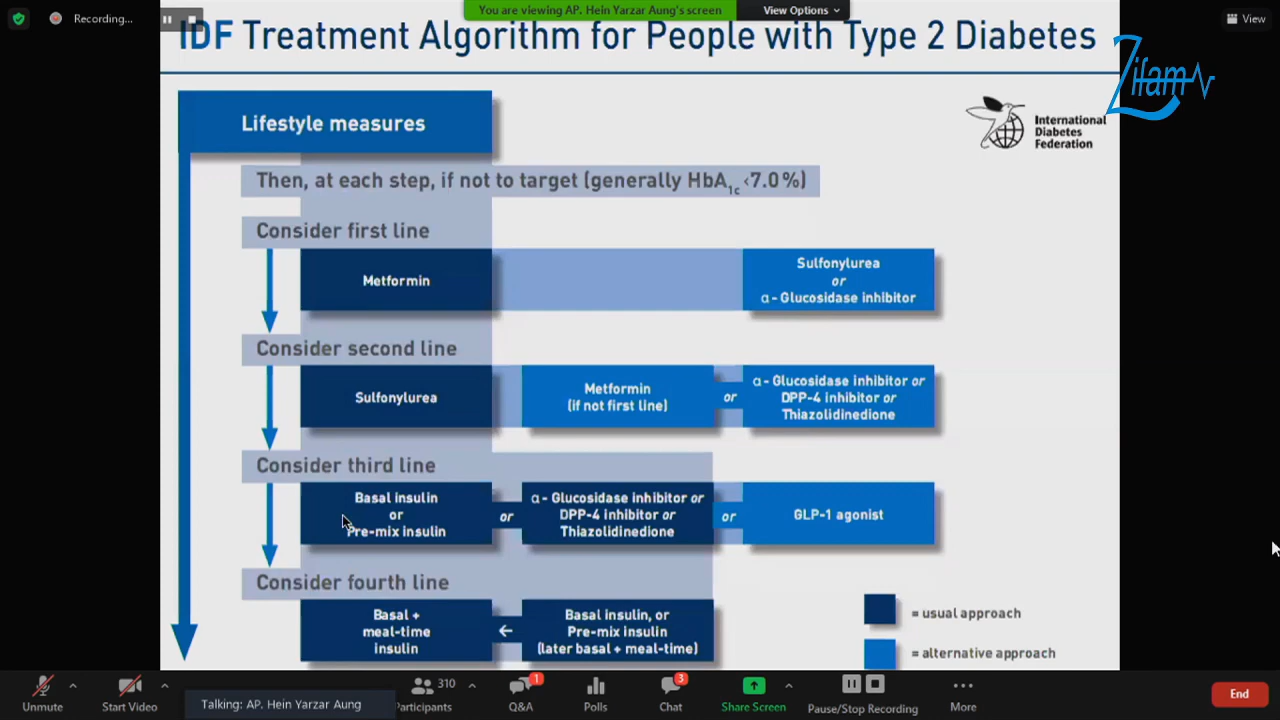 Recording...
You are viewing AP. Hein Yarzar Aung's screen
View Options
View
IDF Treatment Algorithm for People with Type 2 Diabetes
Zifam
Lifestyle measures
International
Diabetes
Federation
Then, at each step, if not to target (generally HbA1c <7.0%)
Consider first line
Metformin
Sulfonylurea
or
α - Glucosidase inhibitor
Consider second line
Sulfonylurea
Metformin
(if not first line)
or
α - Glucosidase inhibitor or
DPP-4 inhibitor or
Thiazolidinedione
Consider third line
Basal insulin
or
Pre-mix insulin
or
α - Glucosidase inhibitor or
DPP-4 inhibitor or
Thiazolidinedione
or
GLP-1 agonist
Consider fourth line
Basal +
meal-time
insulin
←
Basal insulin, or
Pre-mix insulin
(later basal + meal-time)
= usual approach
= alternative approach
Unmute
Start Video
Talking: AP. Hein Yarzar Aung
310
Participants
1
Q&A
Polls
3
Chat
Share Screen
Pause/Stop Recording
More
End